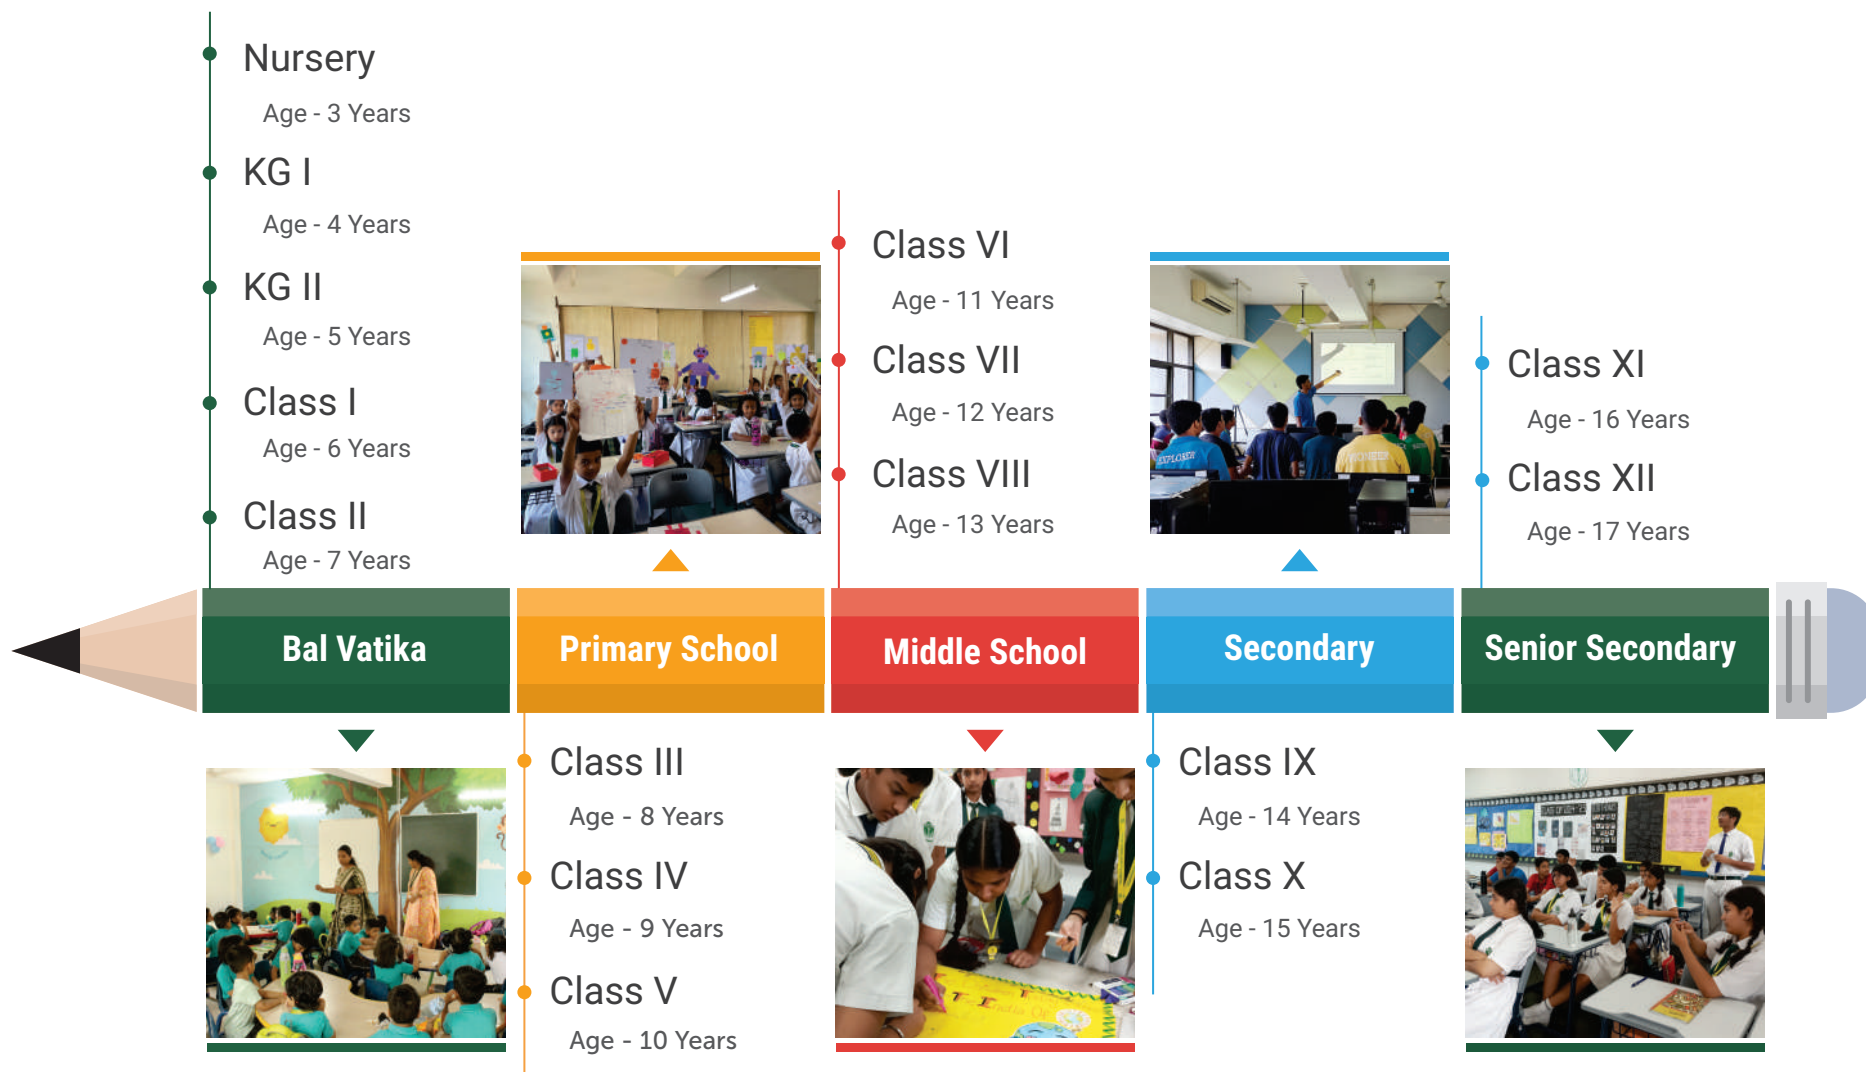 Nursery
Age - 3 Years
KG I
Age - 4 Years
KG II
Age - 5 Years
Class I
Age - 6 Years
Class II
Age - 7 Years
Bal Vatika
Primary School
Class III
Age - 8 Years
Class IV
Age - 9 Years
Class V
Age - 10 Years
Class VI
Age - 11 Years
Class VII
Age - 12 Years
Class VIII
Age - 13 Years
Middle School
EXPLORER
Secondary
Class IX
Age - 14 Years
Class X
Age - 15 Years
Class XI
Age - 16 Years
Class XII
Age - 17 Years
Senior Secondary